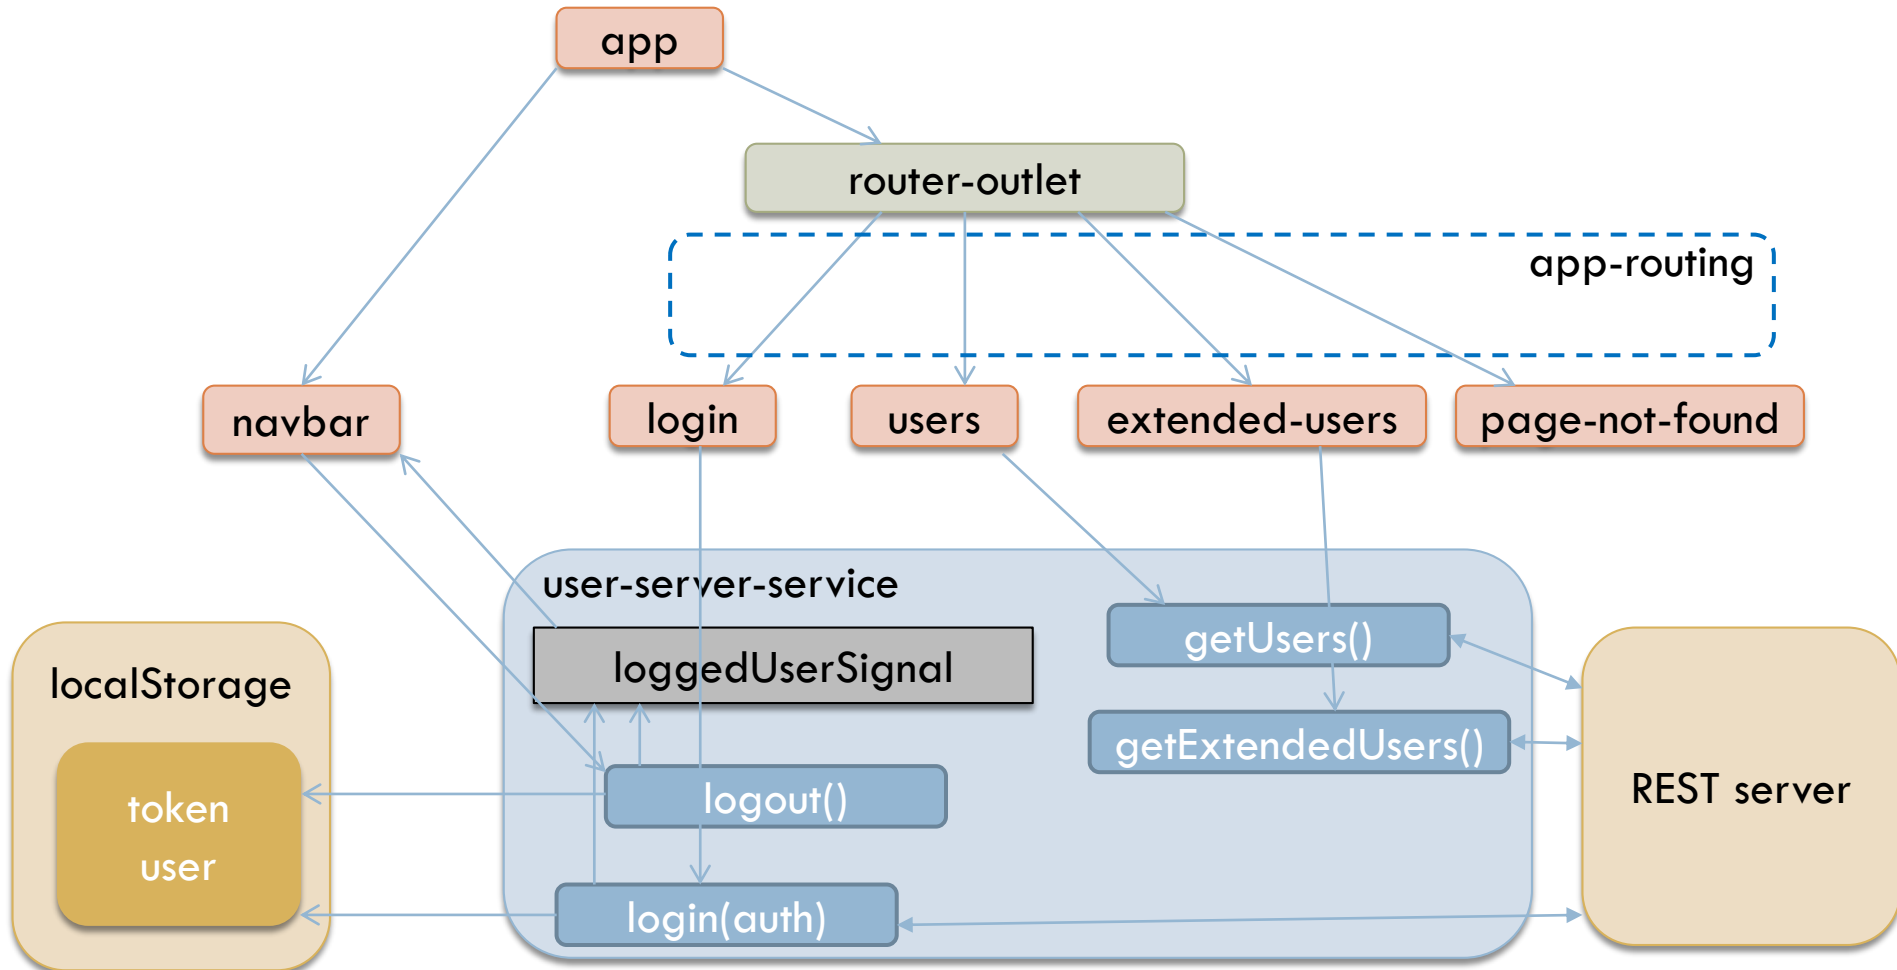 app
router-outlet
app-routing
navbar
login
users
extended-users
page-not-found
user-server-service
loggedUserSignal
getUsers()
getExtendedUsers()
logout()
login(auth)
localStorage
token
user
REST server